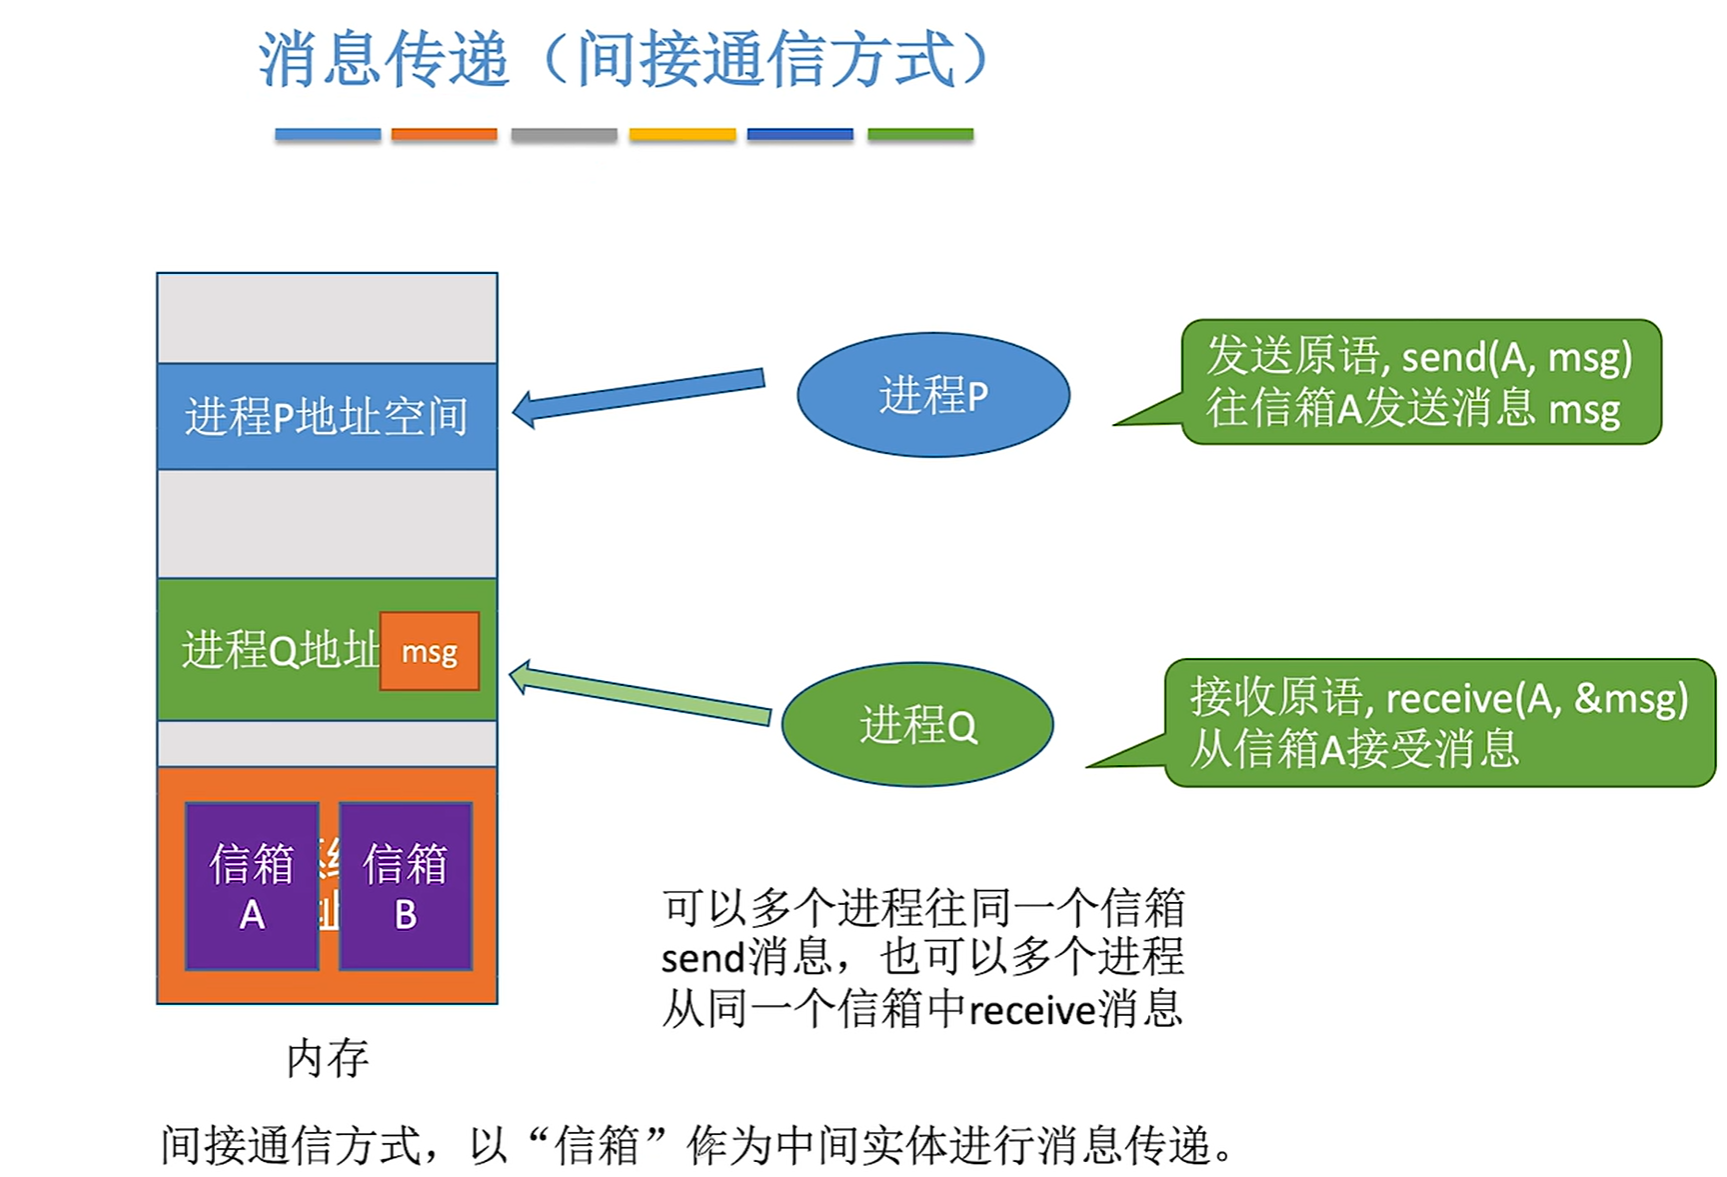 消息传递（间接通信方式）
进程P地址空间
进程P
发送原语, send(A, msg)
往信箱A发送消息 msg
进程Q地址
msg
进程Q
接收原语, receive(A, &msg)
从信箱A接受消息
信箱
A
信箱
B
可以多个进程往同一个信箱
send消息，也可以多个进程
从同一个信箱中receive消息
内存
间接通信方式，以“信箱”作为中间实体进行消息传递。